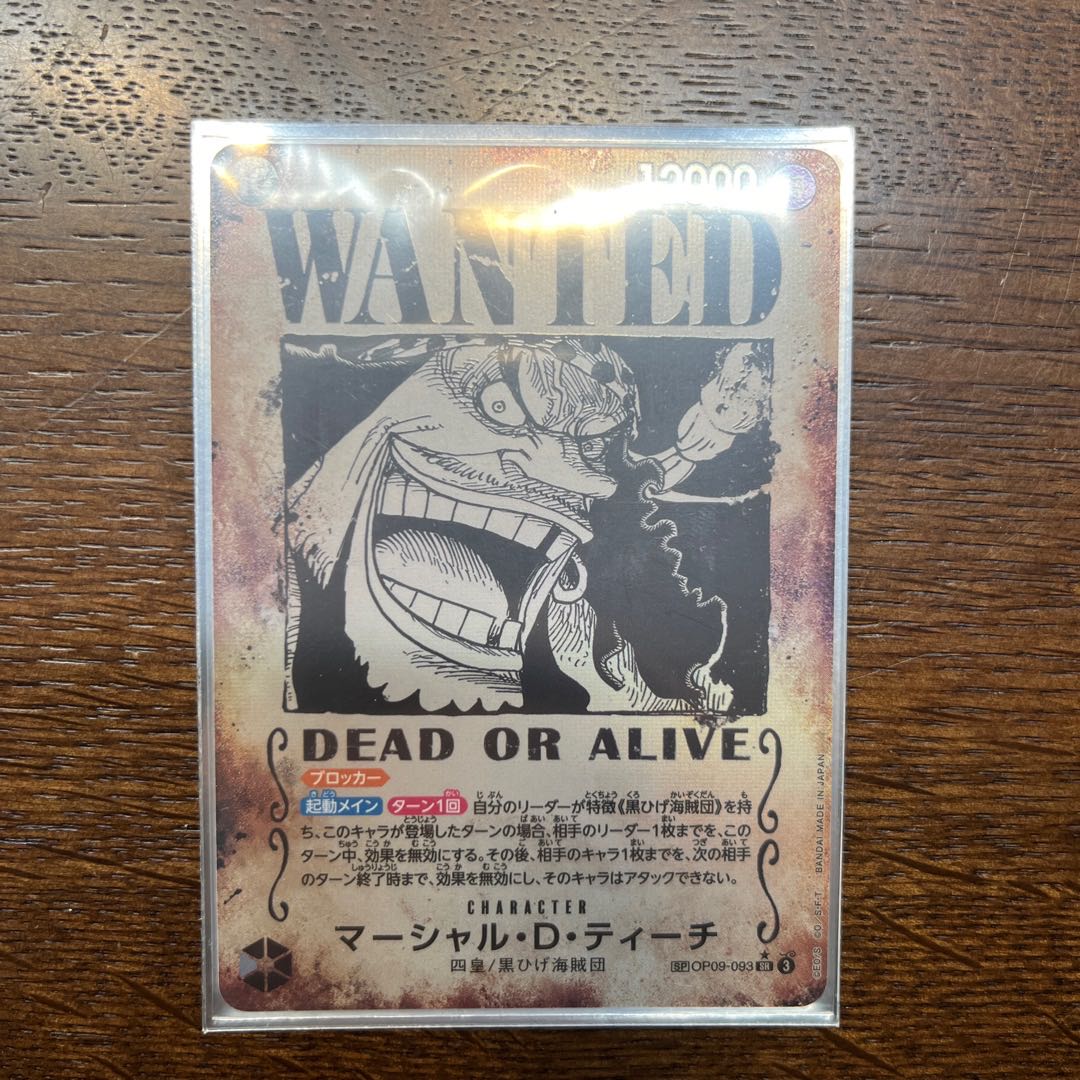 12000
WANTED
DEAD OR ALIVE
ブロッカー
起動メイン ターン1回 自分のリーダーが特徴《黒ひげ海賊団》を持
ち、このキャラが登場したターンの場合、相手のリーダー1枚までを、この
ターン中、効果を無効にする。その後、相手のキャラ1枚までを、次の相手
のターン終了時まで、効果を無効にし、そのキャラはアタックできない。
CHARACTER
マーシャル・D・ティーチ
四皇/黒ひげ海賊団
SP OP09-093 SR 3
©EO/S ©O/S・F・T BANDAI MADE IN JAPAN